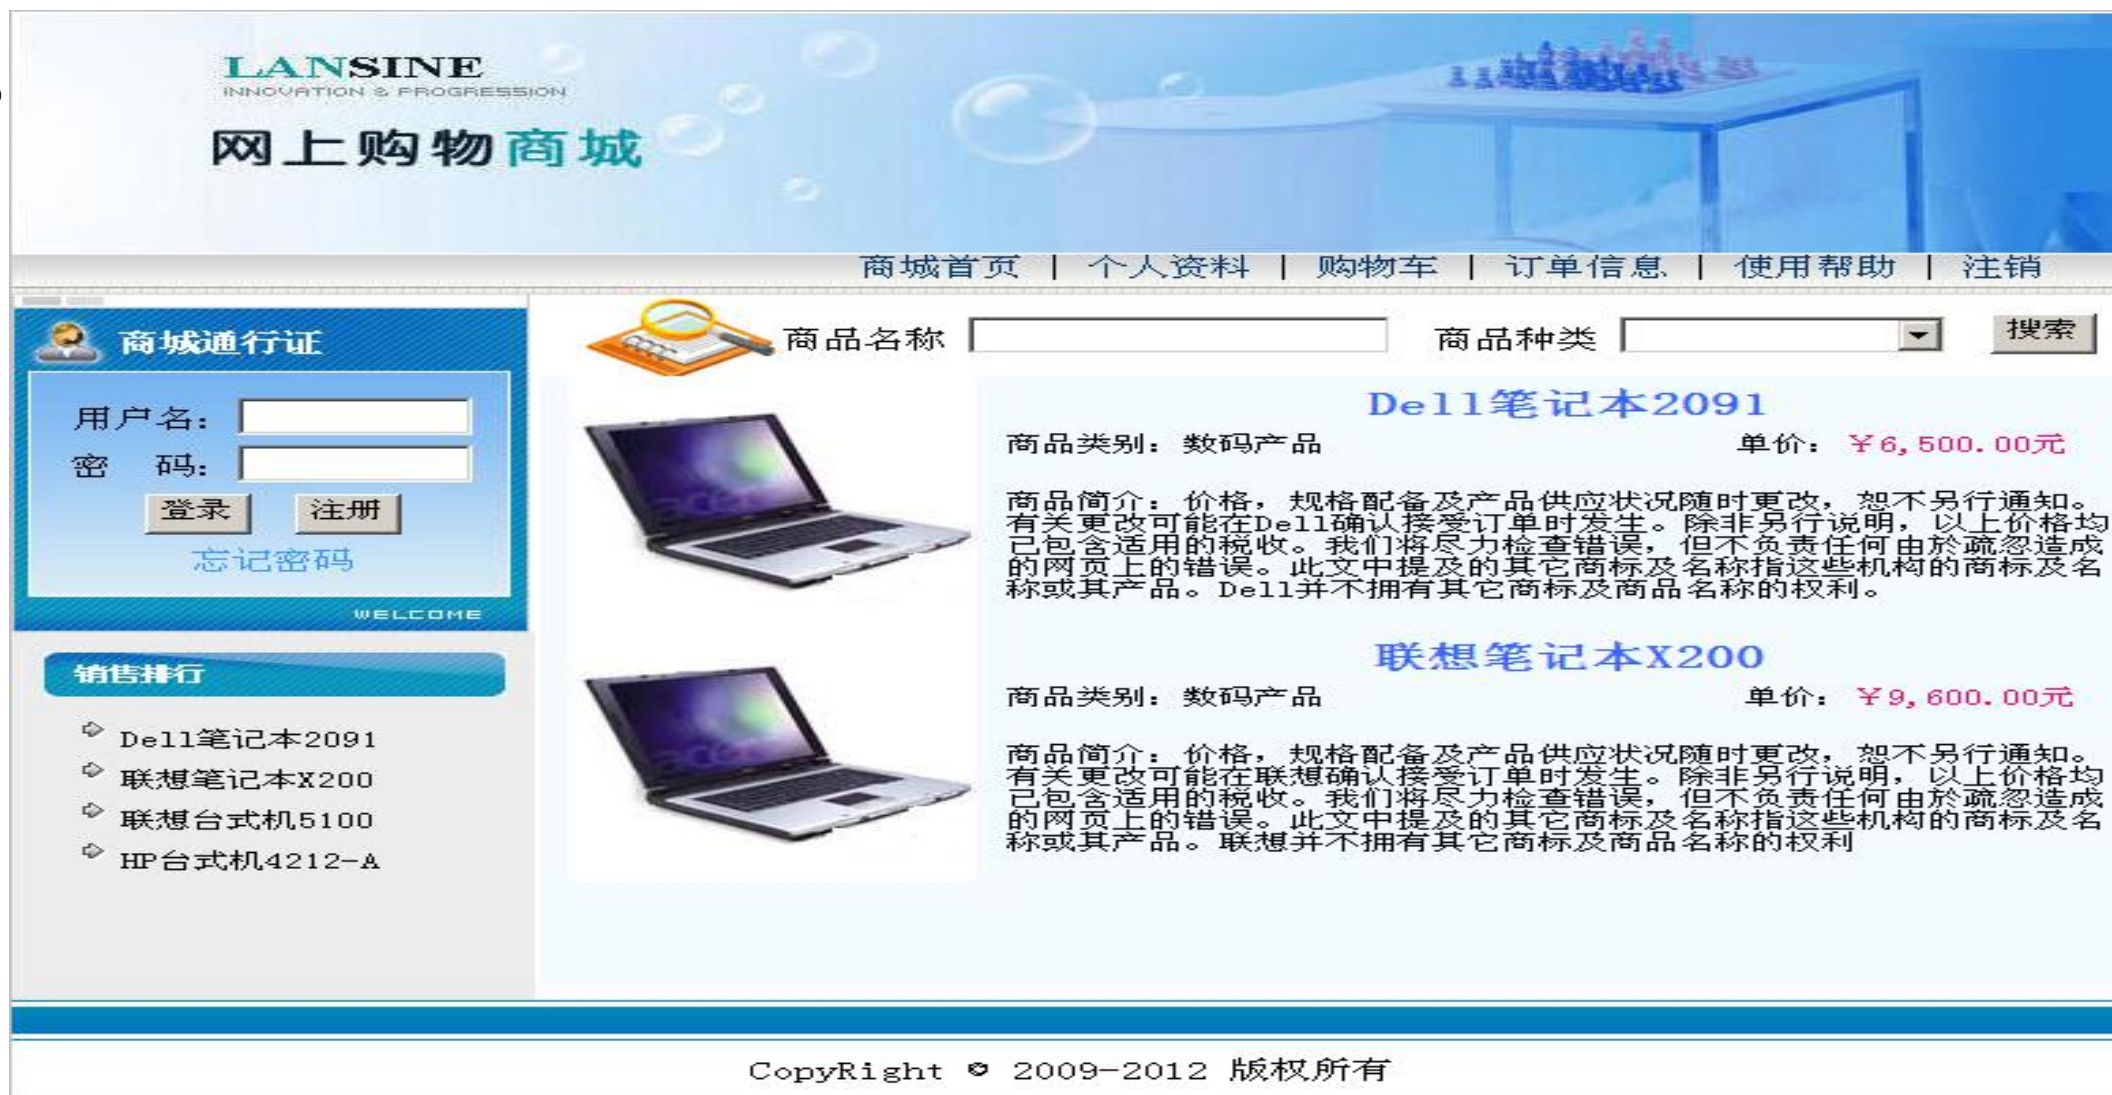 LANSINE
INNOVATION & PROGRESSION
网上购物商城
商城首页 | 个人资料 | 购物车 | 订单信息 | 使用帮助 | 注销
商城通行证
用户名:
密 码:
登录 注册
忘记密码
WELCOME
销售排行
Dell笔记本2091
联想笔记本X200
联想台式机5100
HP台式机4212-A
商品名称 商品种类 搜索
acer
Dell笔记本2091
商品类别: 数码产品 单价: ￥6,500.00元
商品简介: 价格, 规格配备及产品供应状况随时更改, 恕不另行通知。
有关更改可能在Dell确认接受订单时发生。除非另行说明, 以上价格均
已包含适用的税收。我们将尽力检查错误, 但不负责任何由於疏忽造成
的网页上的错误。此文中提及的其它商标及名称指这些机构的商标及名
称或其产品。Dell并不拥有其它商标及商品名称的权利。
acer
联想笔记本X200
商品类别: 数码产品 单价: ￥9,600.00元
商品简介: 价格, 规格配备及产品供应状况随时更改, 恕不另行通知。
有关更改可能在联想确认接受订单时发生。除非另行说明, 以上价格均
已包含适用的税收。我们将尽力检查错误, 但不负责任何由於疏忽造成
的网页上的错误。此文中提及的其它商标及名称指这些机构的商标及名
称或其产品。联想并不拥有其它商标及商品名称的权利
CopyRight © 2009-2012 版权所有